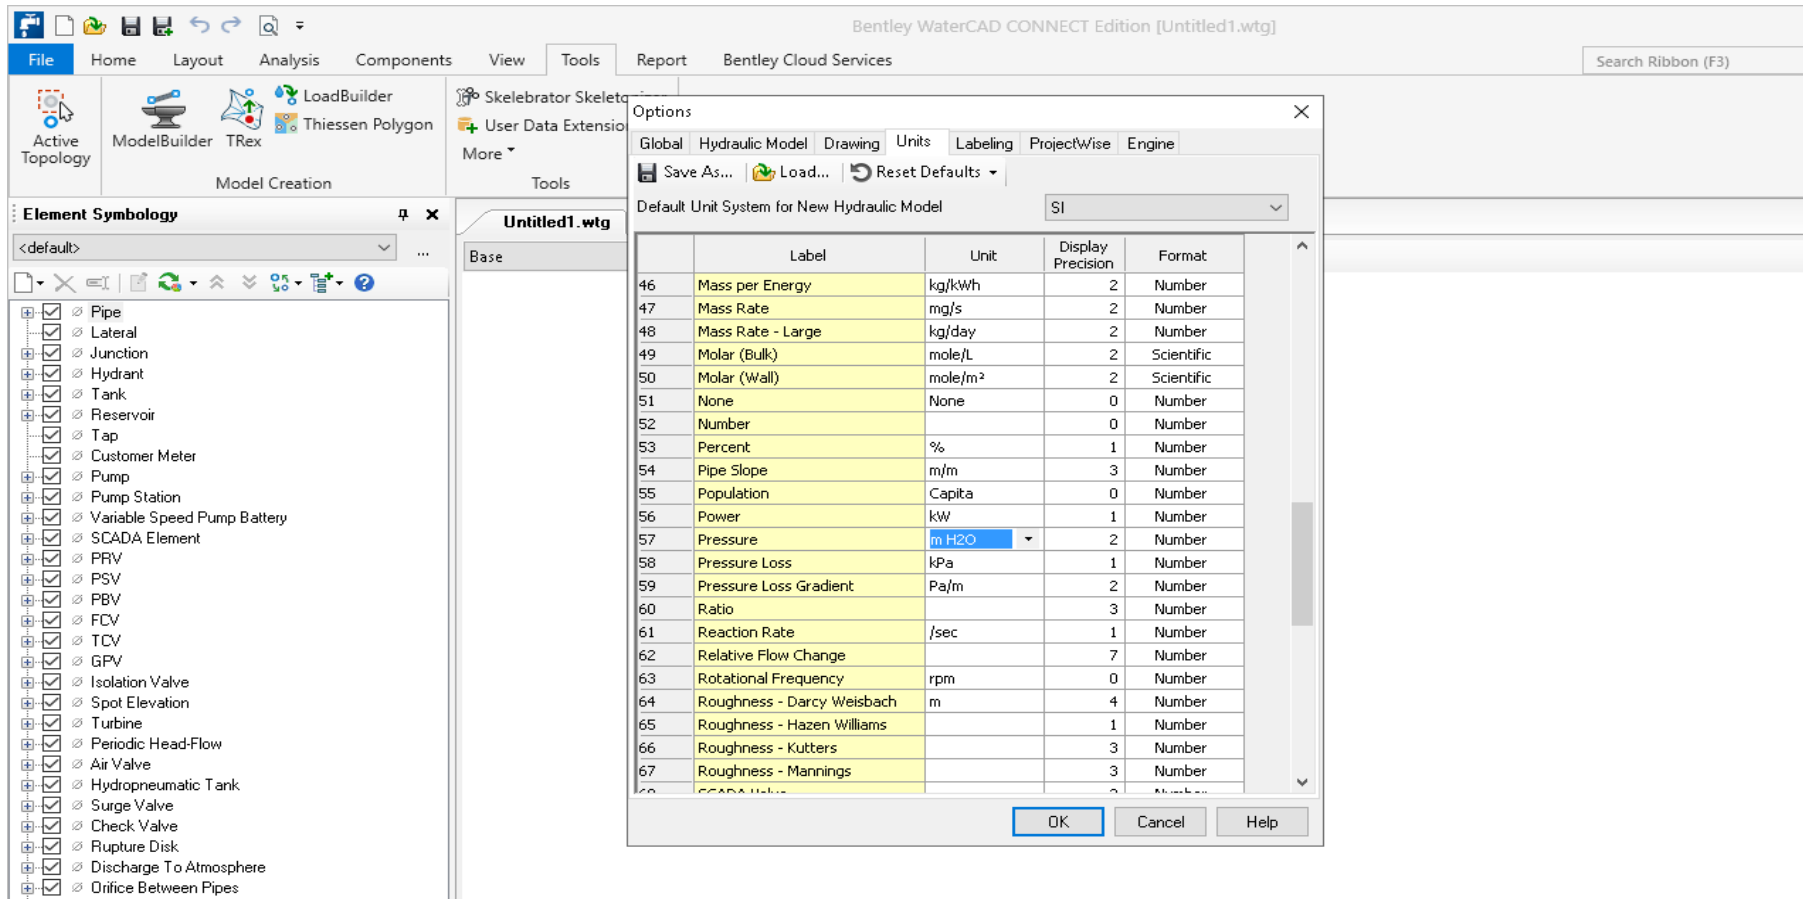 Bentley WaterCAD CONNECT Edition [Untitled1.wtg]
File Home Layout Analysis Components View Tools Report Bentley Cloud Services Search Ribbon (F3)
Active Topology
ModelBuilder
TRex
LoadBuilder
Thiessen Polygon
Model Creation
Skelebrator
User Data
More
Tools
Element Symbology
<default>
...
Pipe
Lateral
Junction
Hydrant
Tank
Reservoir
Tap
Customer Meter
Pump
Pump Station
Variable Speed Pump Battery
SCADA Element
PRV
PSV
PBV
FCV
TCV
GPV
Isolation Valve
Spot Elevation
Turbine
Periodic Head-Flow
Air Valve
Hydropneumatic Tank
Surge Valve
Check Valve
Rupture Disk
Discharge To Atmosphere
Orifice Between Pipes
Untitled1.wtg
Base
Options
Global Hydraulic Model Drawing Units Labeling ProjectWise Engine
Save As... Load... Reset Defaults
Default Unit System for New Hydraulic Model SI
Label Unit Display Precision Format
46 Mass per Energy kg/kWh 2 Number
47 Mass Rate mg/s 2 Number
48 Mass Rate - Large kg/day 2 Number
49 Molar (Bulk) mole/L 2 Scientific
50 Molar (Wall) mole/m² 2 Scientific
51 None None 0 Number
52 Number 0 Number
53 Percent % 1 Number
54 Pipe Slope m/m 3 Number
55 Population Capita 0 Number
56 Power kW 1 Number
57 Pressure m H2O 2 Number
58 Pressure Loss kPa 1 Number
59 Pressure Loss Gradient Pa/m 2 Number
60 Ratio 3 Number
61 Reaction Rate /sec 1 Number
62 Relative Flow Change 7 Number
63 Rotational Frequency rpm 0 Number
64 Roughness - Darcy Weisbach m 4 Number
65 Roughness - Hazen Williams 1 Number
66 Roughness - Kutters 3 Number
67 Roughness - Mannings 3 Number
OK Cancel Help